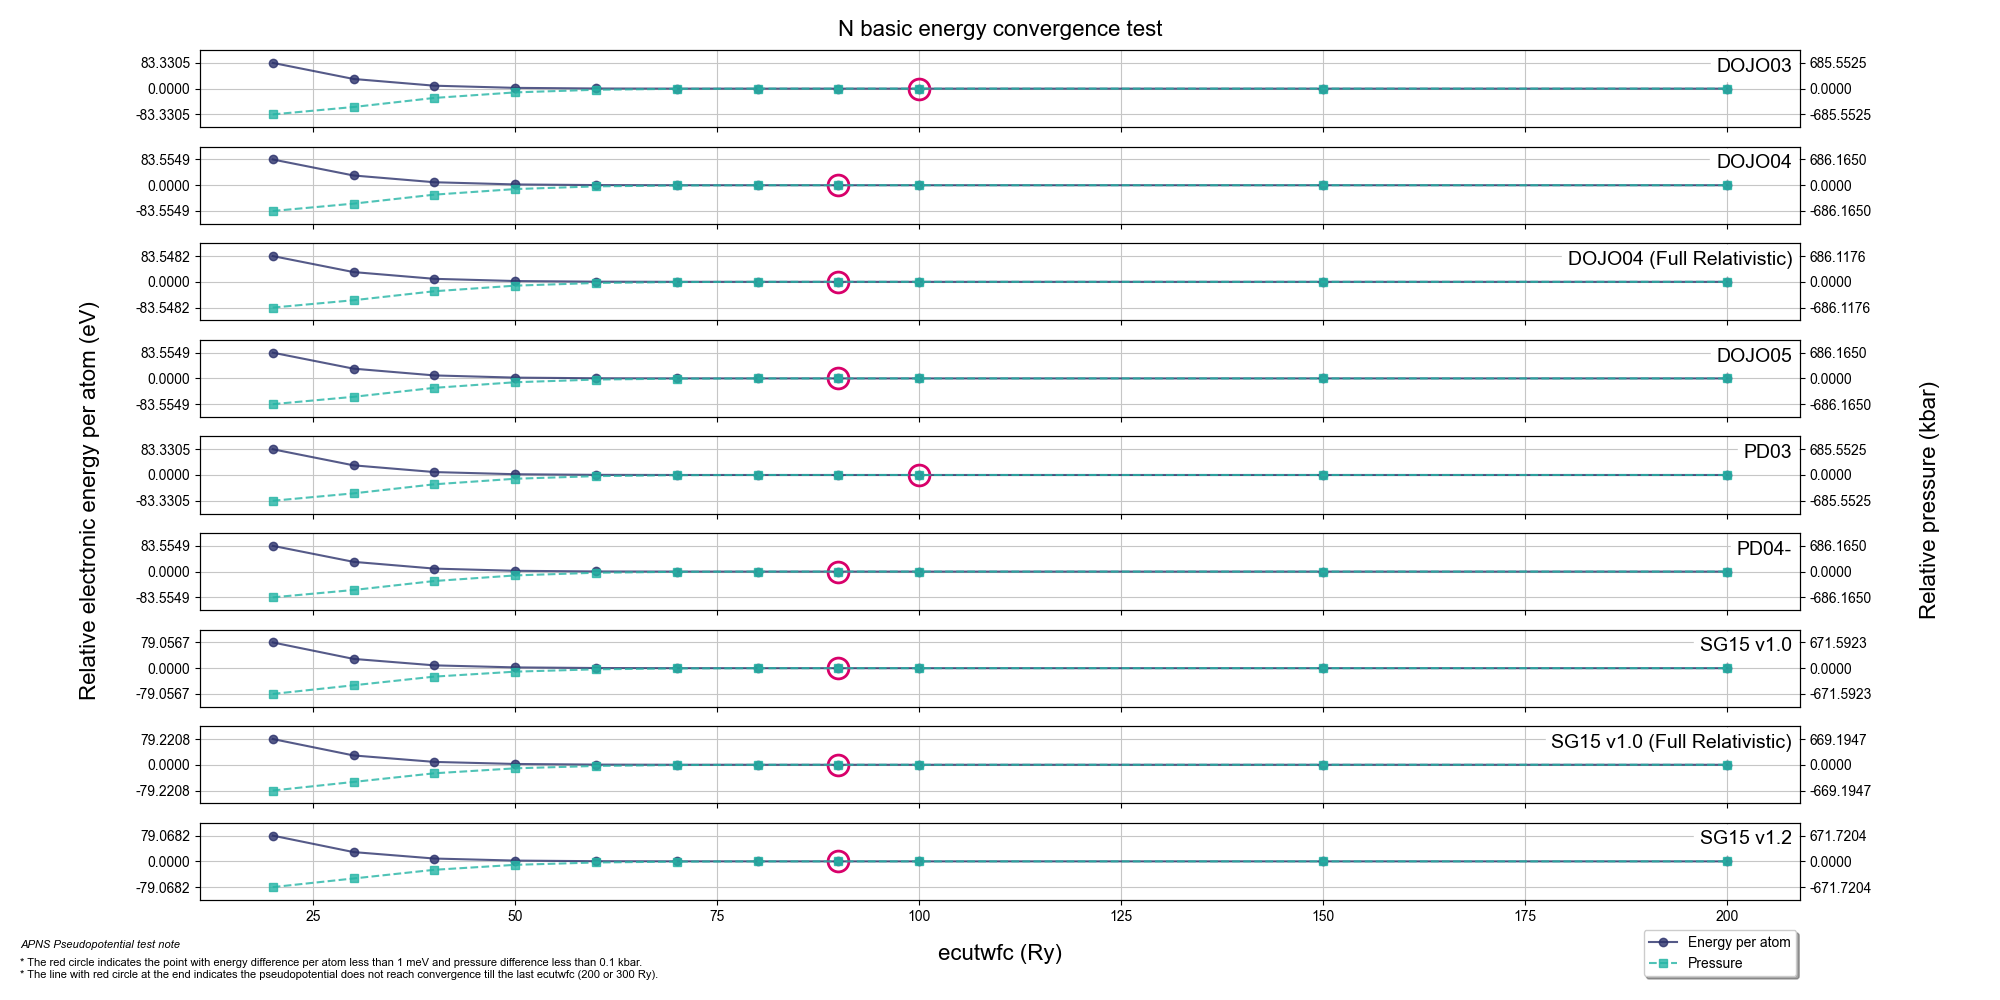 N basic energy convergence test
83.3305
0.0000
-83.3305
DOJO03
685.5525
0.0000
-685.5525
83.5549
0.0000
-83.5549
DOJO04
686.1650
0.0000
-686.1650
83.5482
0.0000
-83.5482
DOJO04 (Full Relativistic)
686.1176
0.0000
-686.1176
83.5549
0.0000
-83.5549
DOJO05
686.1650
0.0000
-686.1650
83.3305
0.0000
-83.3305
PD03
685.5525
0.0000
-685.5525
83.5549
0.0000
-83.5549
PD04-
686.1650
0.0000
-686.1650
79.0567
0.0000
-79.0567
SG15 v1.0
671.5923
0.0000
-671.5923
79.2208
0.0000
-79.2208
SG15 v1.0 (Full Relativistic)
669.1947
0.0000
-669.1947
79.0682
0.0000
-79.0682
SG15 v1.2
671.7204
0.0000
-671.7204
Relative electronic energy per atom (eV)
Relative pressure (kbar)
25 50 75 100 125 150 175 200
ecutwfc (Ry)
Energy per atom
Pressure
APNS Pseudopotential test note
* The red circle indicates the point with energy difference per atom less than 1 meV and pressure difference less than 0.1 kbar.
* The line with red circle at the end indicates the pseudopotential does not reach convergence till the last ecutwfc (200 or 300 Ry).